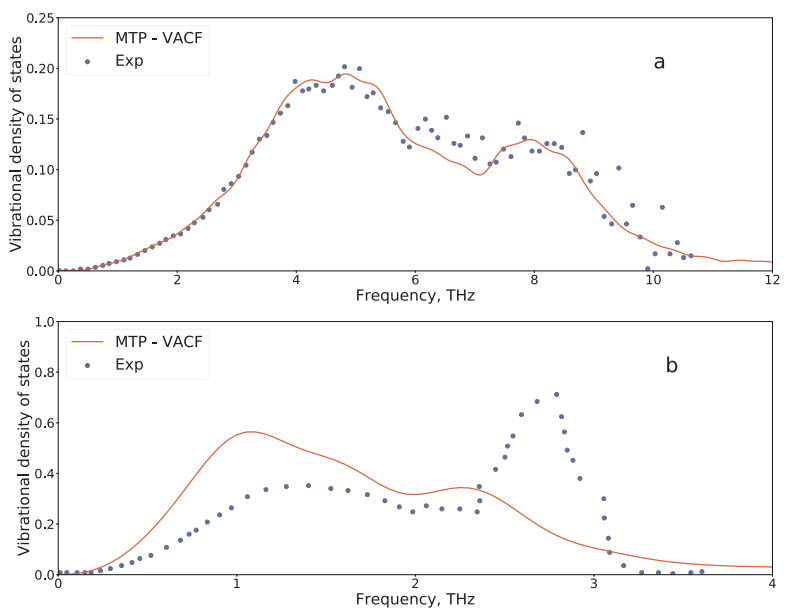 0.25
MTP - VACF
Exp
a
0.20
0.15
0.10
0.05
0.00
Vibrational density of states
0 2 4 6 8 10 12
Frequency, THz
1.0
MTP - VACF
Exp
b
0.8
0.6
0.4
0.2
0.0
Vibrational density of states
0 1 2 3 4
Frequency, THz